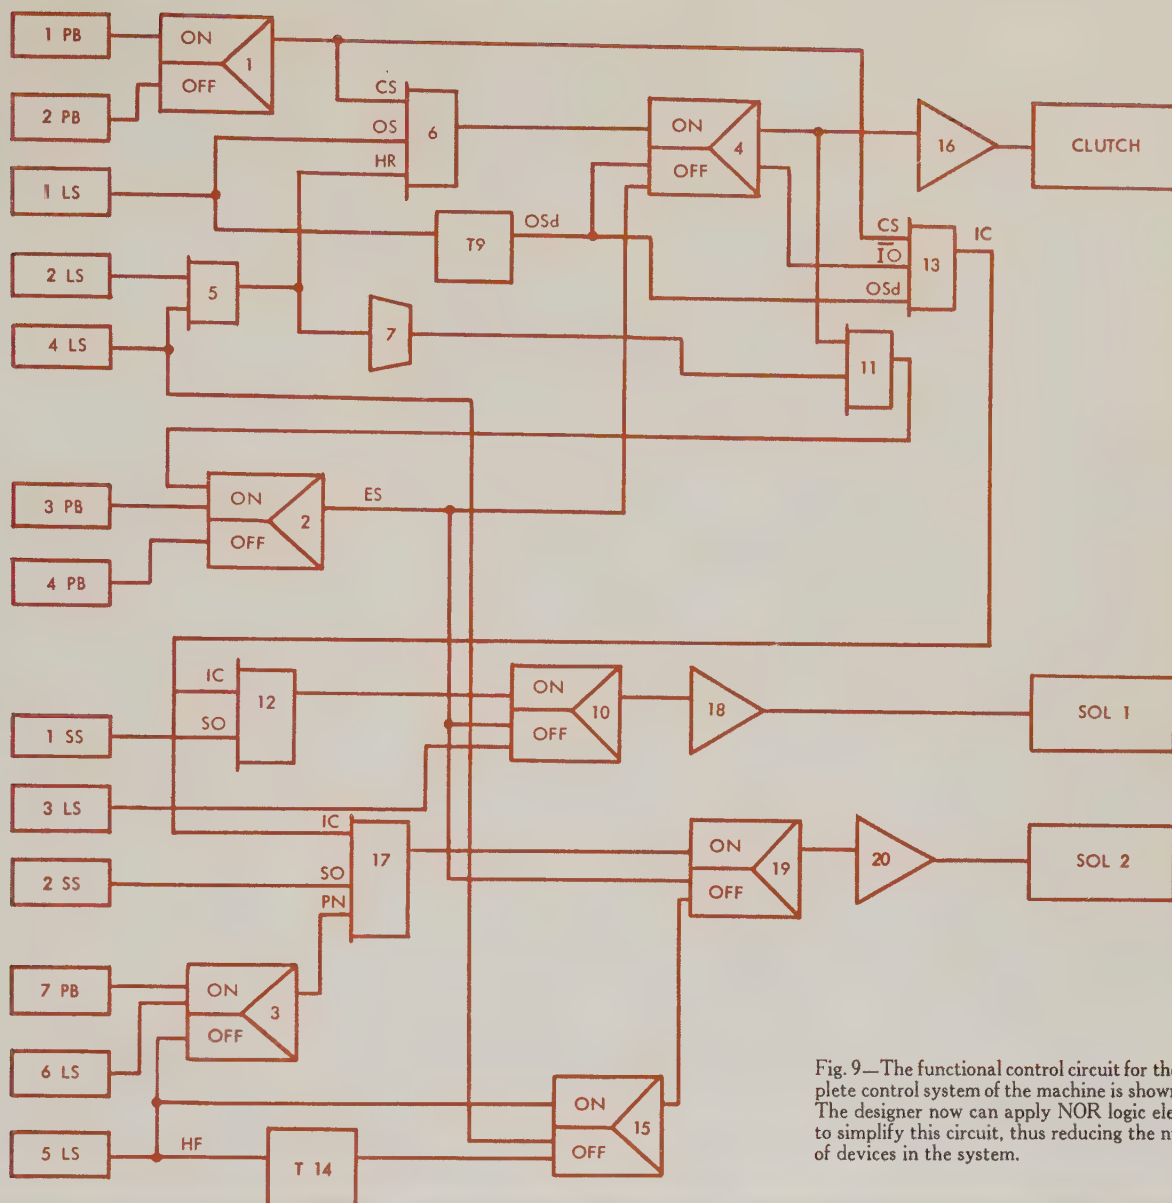 1 PB
ON
OFF
1
2 PB
CS
OS
HR
6
ON
OFF
4
16
CLUTCH
1 LS
T9
OSd
CS
IO
OSd
13
IC
2 LS
5
4 LS
7
11
3 PB
ON
OFF
2
ES
4 PB
IC
SO
12
ON
OFF
10
18
SOL 1
1 SS
3 LS
IC
SO
PN
17
ON
OFF
19
20
SOL 2
2 SS
7 PB
ON
OFF
3
6 LS
5 LS
HF
T 14
ON
OFF
15
Fig. 9—The functional control circuit for the
plete control system of the machine is shown
The designer now can apply NOR logic ele
to simplify this circuit, thus reducing the n
of devices in the system.